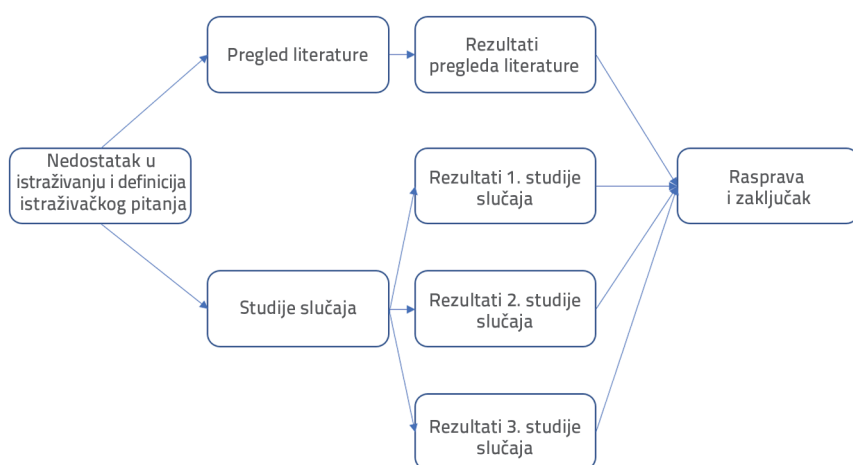 Pregled literature
Rezultati
pregleda literature
Nedostatak u
istraživanju i definicija
istraživačkog pitanja
Rezultati 1. studije
slučaja
Rasprava
i zaključak
Studije slučaja
Rezultati 2. studije
slučaja
Rezultati 3. studije
slučaja